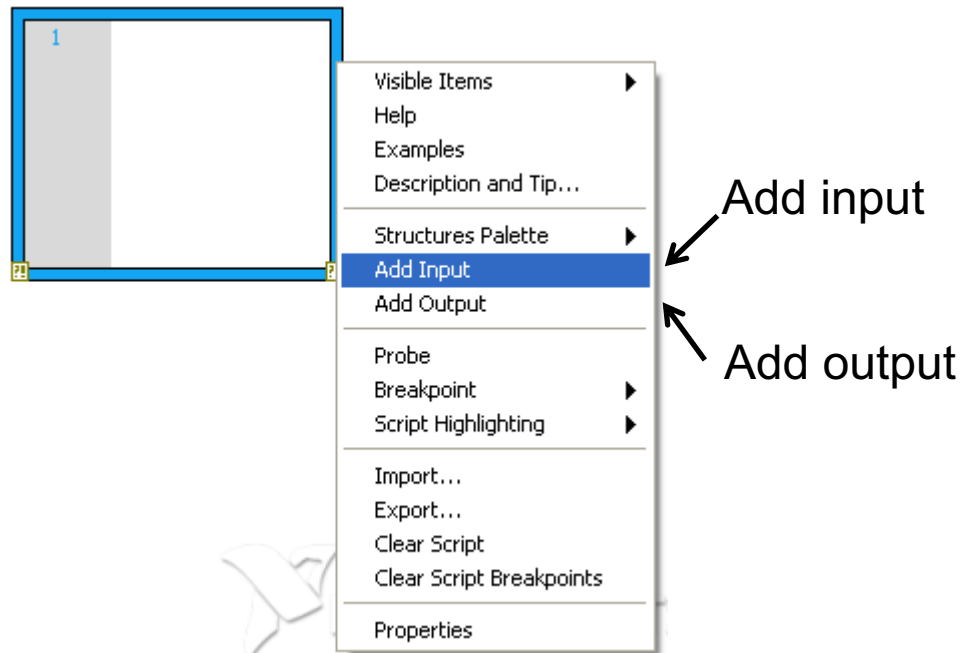 1
Visible Items
Help
Examples
Description and Tip...
Structures Palette
Add Input
Add Output
Probe
Breakpoint
Script Highlighting
Import...
Export...
Clear Script
Clear Script Breakpoints
Properties
Add input
Add output